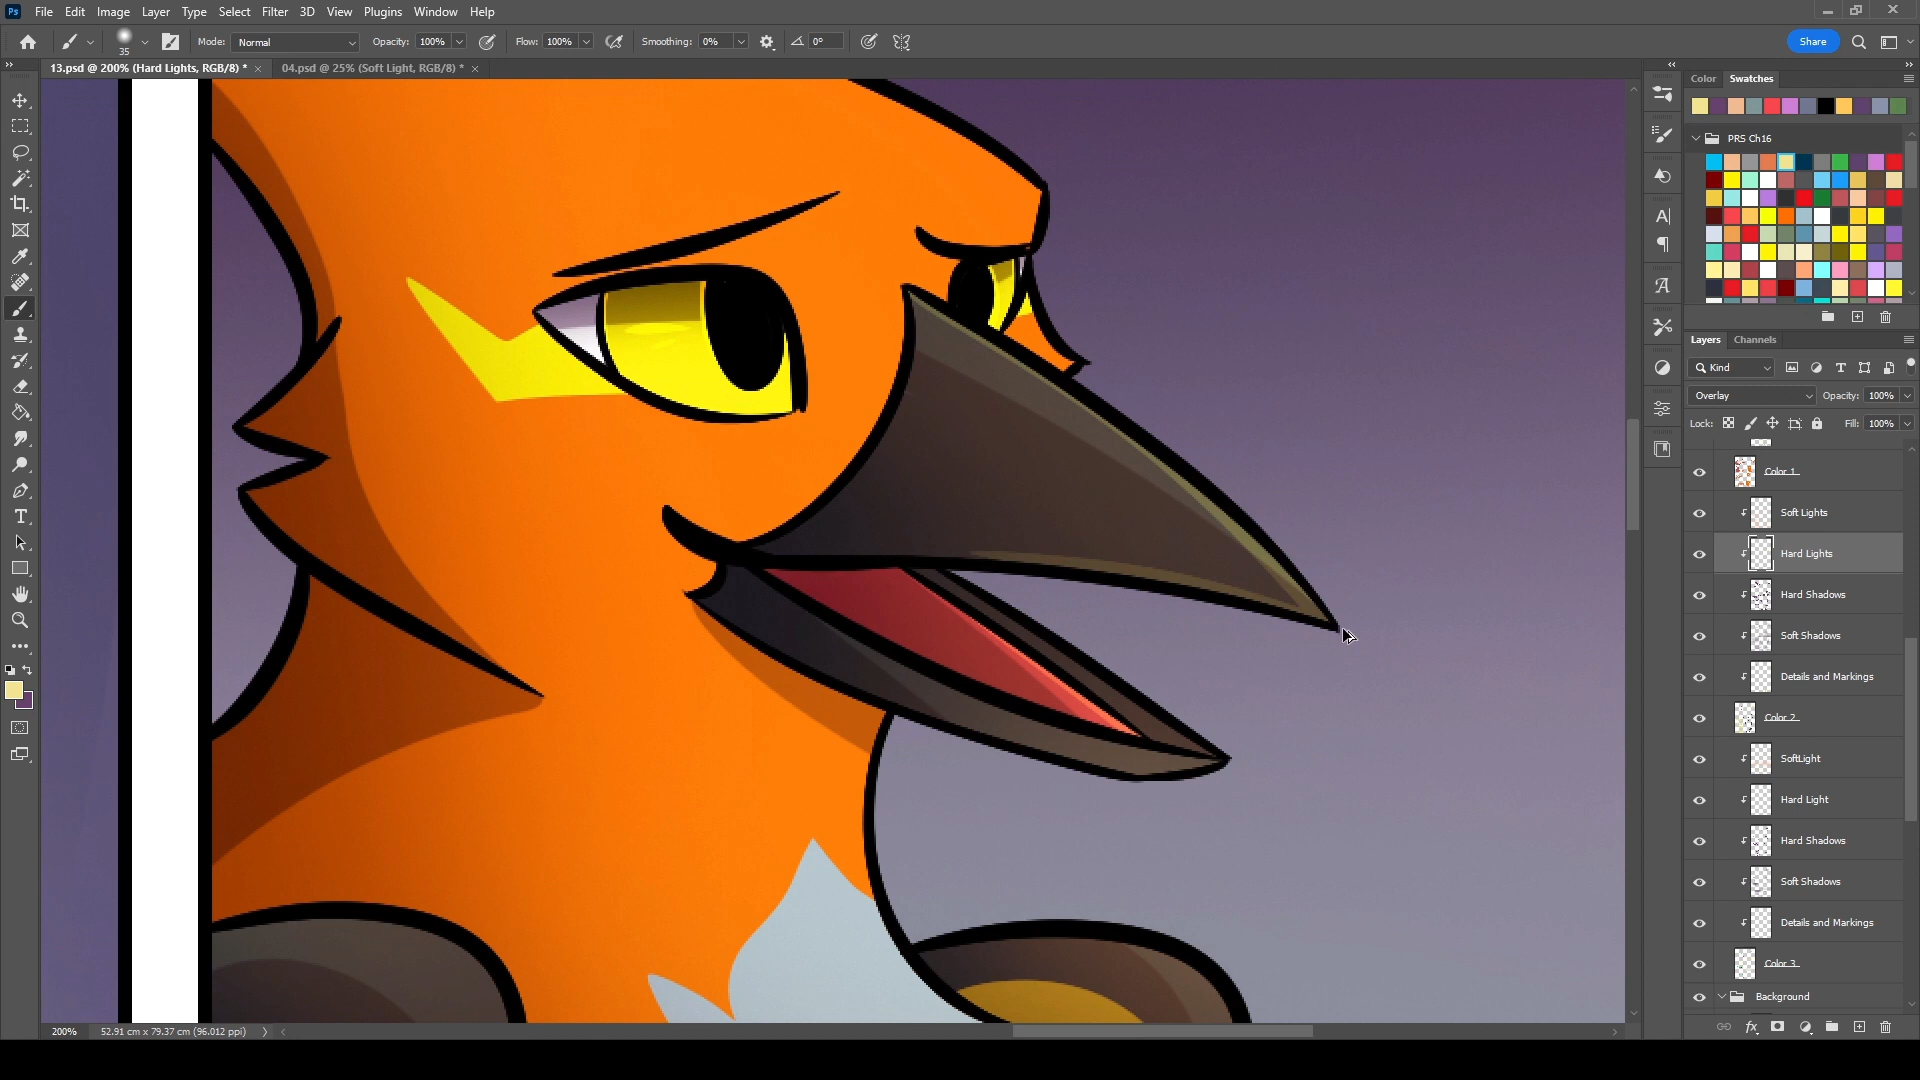 Ps File Edit Image Layer Type Select Filter 3D View Plugins Window Help
35 Mode: Normal Opacity: 100% Flow: 100% Smoothing: 0% 0° Share
13.psd @ 200% (Hard Lights, RGB/8) * × 04.psd @ 25% (Soft Light, RGB/8) * ×
Color Swatches
PRS Ch16
Layers Channels
Kind
Overlay Opacity: 100%
Lock: Fill: 100%
Color 1
Soft Lights
Hard Lights
Hard Shadows
Soft Shadows
Details and Markings
Color 2
SoftLight
Hard Light
Hard Shadows
Soft Shadows
Details and Markings
Color 3
Background
200% 52.91 cm x 79.37 cm (96.012 ppi)